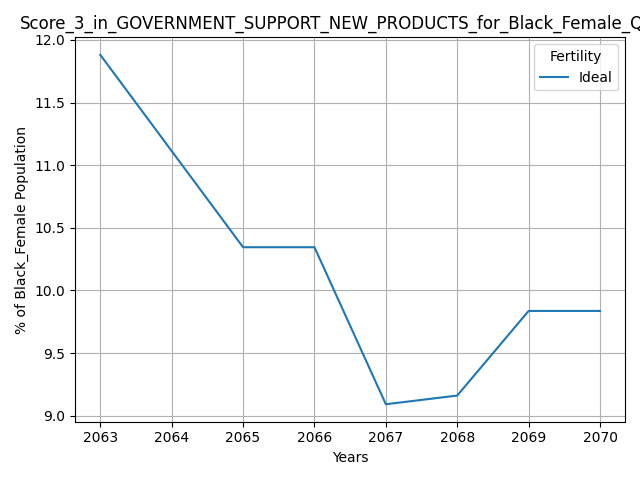 Score_3_in_GOVERNMENT_SUPPORT_NEW_PRODUCTS_for_Black_Female_Q
Fertility
Ideal
% of Black_Female Population
12.0
11.5
11.0
10.5
10.0
9.5
9.0
2063 2064 2065 2066 2067 2068 2069 2070
Years